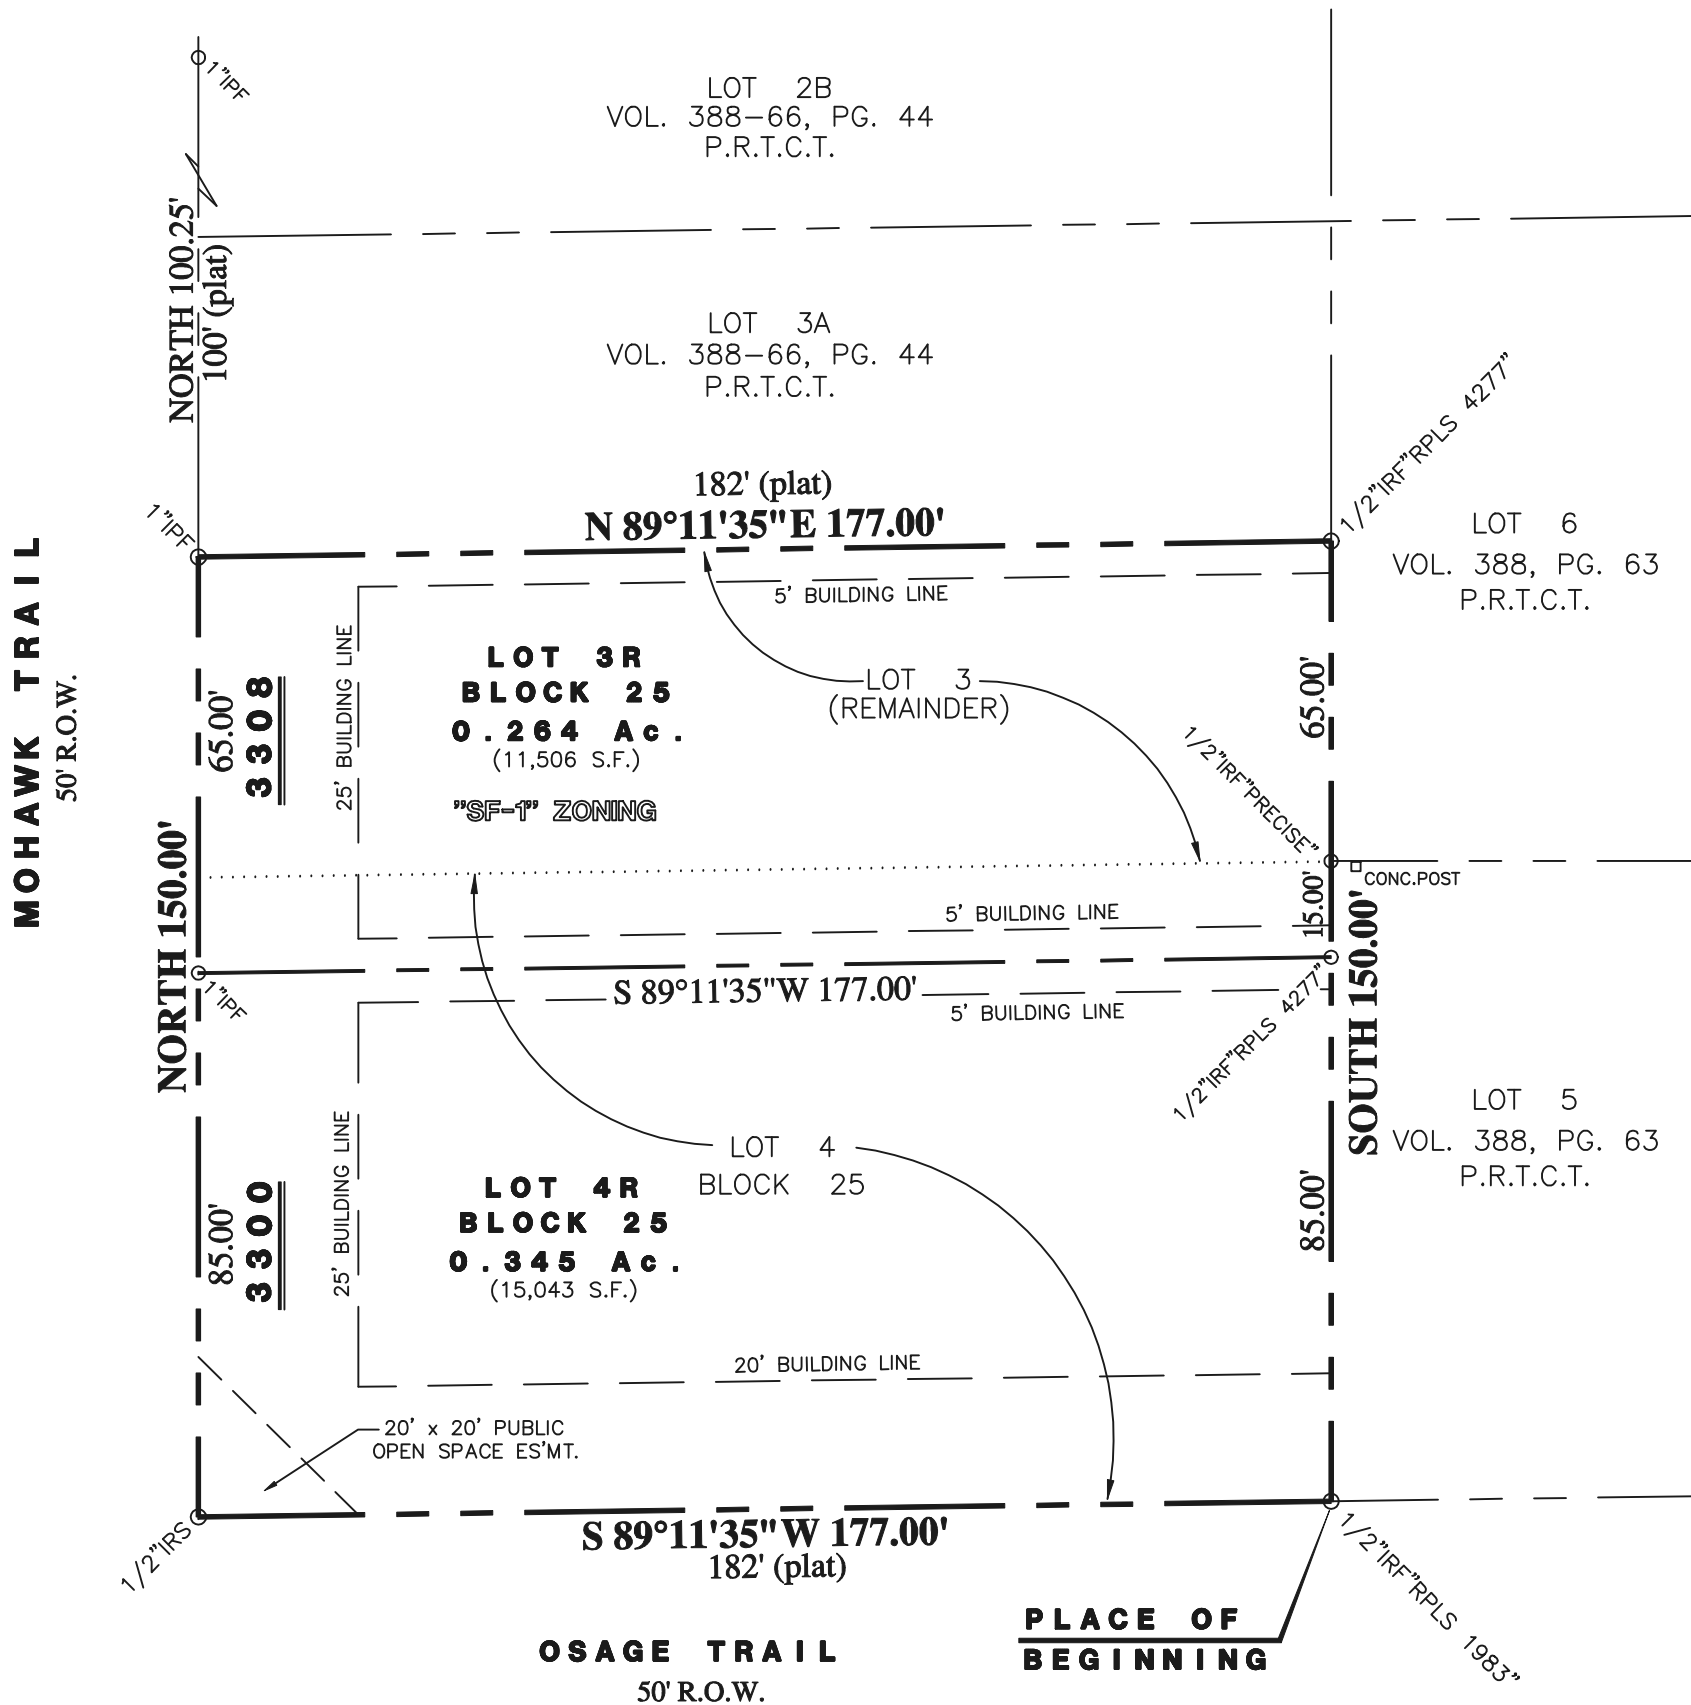 1"IPF
LOT 2B
VOL. 388-66, PG. 44
P.R.T.C.T.
NORTH 100.25'
100' (plat)
LOT 3A
VOL. 388-66, PG. 44
P.R.T.C.T.
182' (plat)
N 89°11'35"E 177.00'
1"IPF
1/2"IRF"RPLS 4277"
LOT 6
VOL. 388, PG. 63
P.R.T.C.T.
MOHAWK TRAIL
50' R.O.W.
5' BUILDING LINE
25' BUILDING LINE
LOT 3R
BLOCK 25
0.264 Ac.
(11,506 S.F.)
"SF-1" ZONING
LOT 3
(REMAINDER)
65.00'
3308
65.00'
1/2"IRF"PRECISE"
CONC.POST
15.00'
NORTH 150.00'
5' BUILDING LINE
S 89°11'35"W 177.00'
1"IPF
5' BUILDING LINE
1/2"IRF"RPLS 4277"
SOUTH 150.00'
LOT 5
VOL. 388, PG. 63
P.R.T.C.T.
25' BUILDING LINE
LOT 4
BLOCK 25
LOT 4R
BLOCK 25
0.345 Ac.
(15,043 S.F.)
85.00'
3300
85.00'
20' BUILDING LINE
20' x 20' PUBLIC
OPEN SPACE ES'MT.
1/2"IRS
S 89°11'35"W 177.00'
182' (plat)
1/2"IRF"RPLS 1983"
PLACE OF
BEGINNING
OSAGE TRAIL
50' R.O.W.